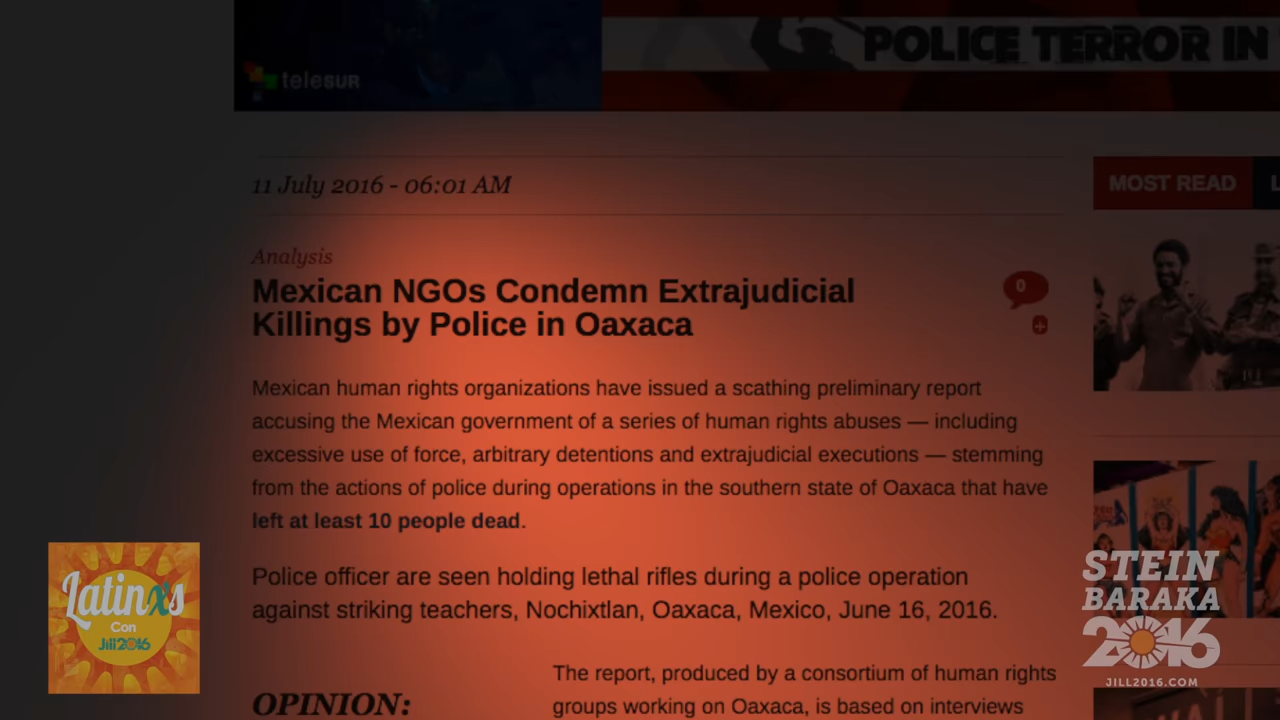 POLICE TERROR IN
teleSUR
11 July 2016 - 06:01 AM
MOST READ
Analysis
Mexican NGOs Condemn Extrajudicial
Killings by Police in Oaxaca
0
+
Mexican human rights organizations have issued a scathing preliminary report
accusing the Mexican government of a series of human rights abuses — including
excessive use of force, arbitrary detentions and extrajudicial executions — stemming
from the actions of police during operations in the southern state of Oaxaca that have
left at least 10 people dead.
Police officer are seen holding lethal rifles during a police operation
against striking teachers, Nochixtlan, Oaxaca, Mexico, June 16, 2016.
The report, produced by a consortium of human rights
OPINION:
groups working on Oaxaca, is based on interviews
Latinxs
Con
Jill2016
STEIN
BARAKA
2016
JILL2016.COM